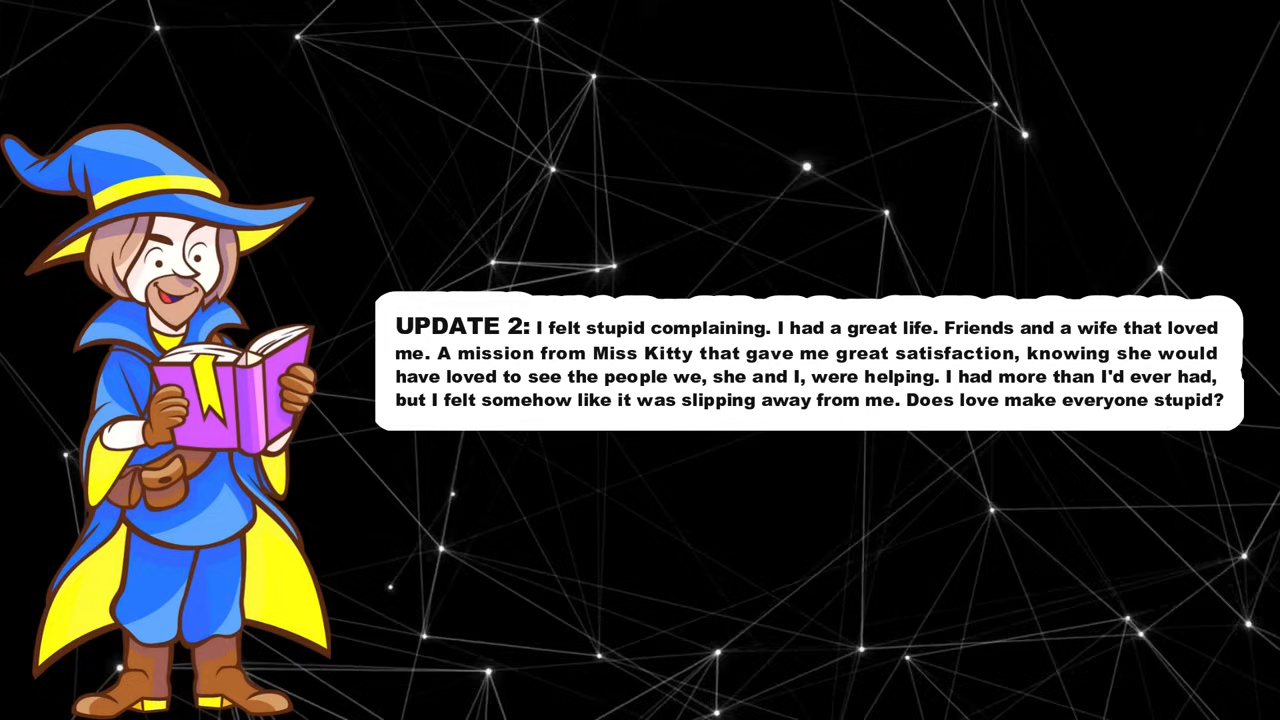 UPDATE 2: I felt stupid complaining. I had a great life. Friends and a wife that loved
me. A mission from Miss Kitty that gave me great satisfaction, knowing she would
have loved to see the people we, she and I, were helping. I had more than I'd ever had,
but I felt somehow like it was slipping away from me. Does love make everyone stupid?